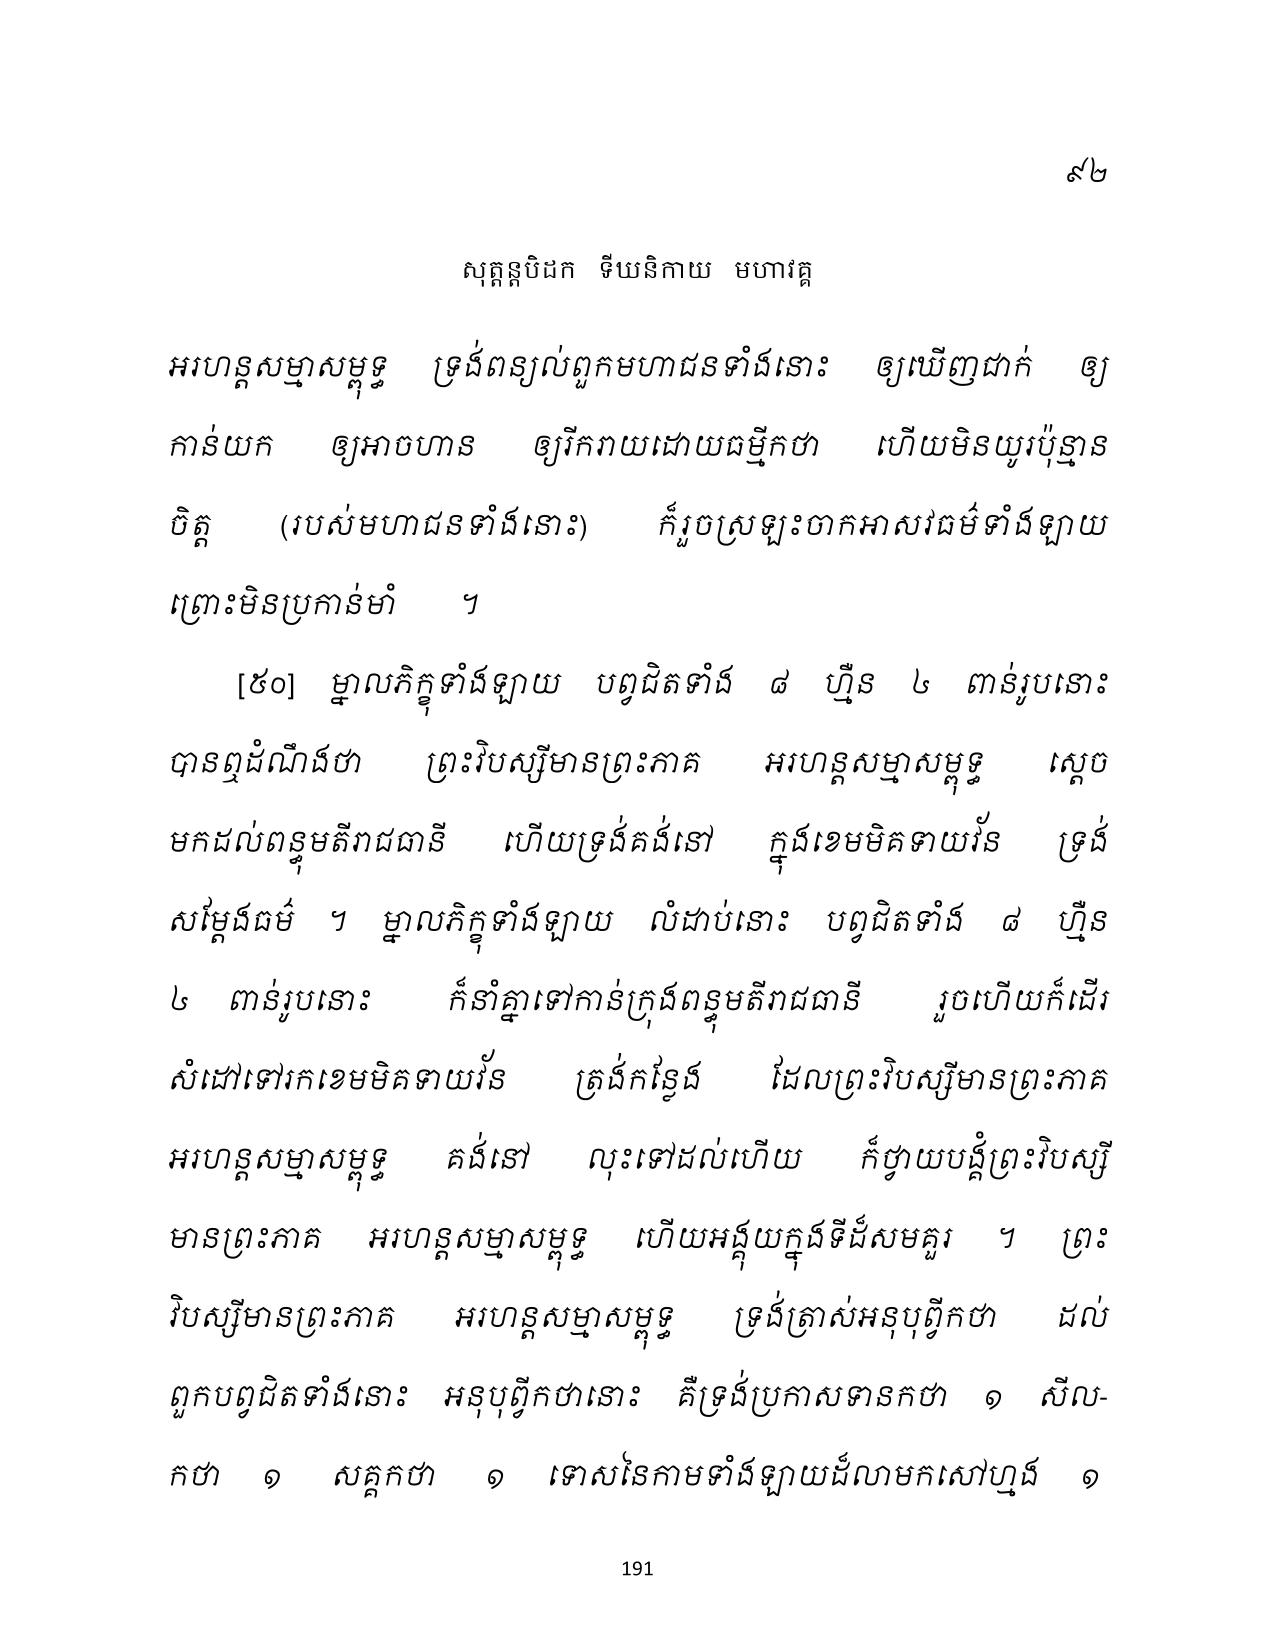 ៩២
សុត្តន្តបិដក ទីឃនិកាយ មហាវគ្គ
អរហន្តសម្មាសម្ពុទ្ធ ទ្រង់ពន្យល់ពួកមហាជនទាំងនោះ ឲ្យឃើញជាក់ ឲ្យ
កាន់យក ឲ្យអាចហាន ឲ្យរីករាយដោយធម្មីកថា ហើយមិនយូរប៉ុន្មាន
ចិត្ត (របស់មហាជនទាំងនោះ) ក៏រួចស្រឡះចាកអាសវធម៌ទាំងឡាយ
ព្រោះមិនប្រកាន់មាំ ។
[៥០] ម្នាលភិក្ខុទាំងឡាយ បព្វជិតទាំង ៨ ហ្មឺន ៤ ពាន់រូបនោះ
បានឮដំណឹងថា ព្រះវិបស្សីមានព្រះភាគ អរហន្តសម្មាសម្ពុទ្ធ ស្តេច
មកដល់ពន្ធុមតីរាជធានី ហើយទ្រង់គង់នៅ ក្នុងខេមមិគទាយវ័ន ទ្រង់
សម្តែងធម៌ ។ ម្នាលភិក្ខុទាំងឡាយ លំដាប់នោះ បព្វជិតទាំង ៨ ហ្មឺន
៤ ពាន់រូបនោះ ក៏នាំគ្នាទៅកាន់ក្រុងពន្ធុមតីរាជធានី រួចហើយក៏ដើរ
សំដៅទៅរកខេមមិគទាយវ័ន ត្រង់កន្លែង ដែលព្រះវិបស្សីមានព្រះភាគ
អរហន្តសម្មាសម្ពុទ្ធ គង់នៅ លុះទៅដល់ហើយ ក៏ថ្វាយបង្គំព្រះវិបស្សី
មានព្រះភាគ អរហន្តសម្មាសម្ពុទ្ធ ហើយអង្គុយក្នុងទីដ៏សមគួរ ។ ព្រះ
វិបស្សីមានព្រះភាគ អរហន្តសម្មាសម្ពុទ្ធ ទ្រង់ត្រាស់អនុបុព្វីកថា ដល់
ពួកបព្វជិតទាំងនោះ អនុបុព្វីកថានោះ គឺទ្រង់ប្រកាសទានកថា ១ សីល-
កថា ១ សគ្គកថា ១ ទោសនៃកាមទាំងឡាយដ៏លាមកសៅហ្មង ១
191